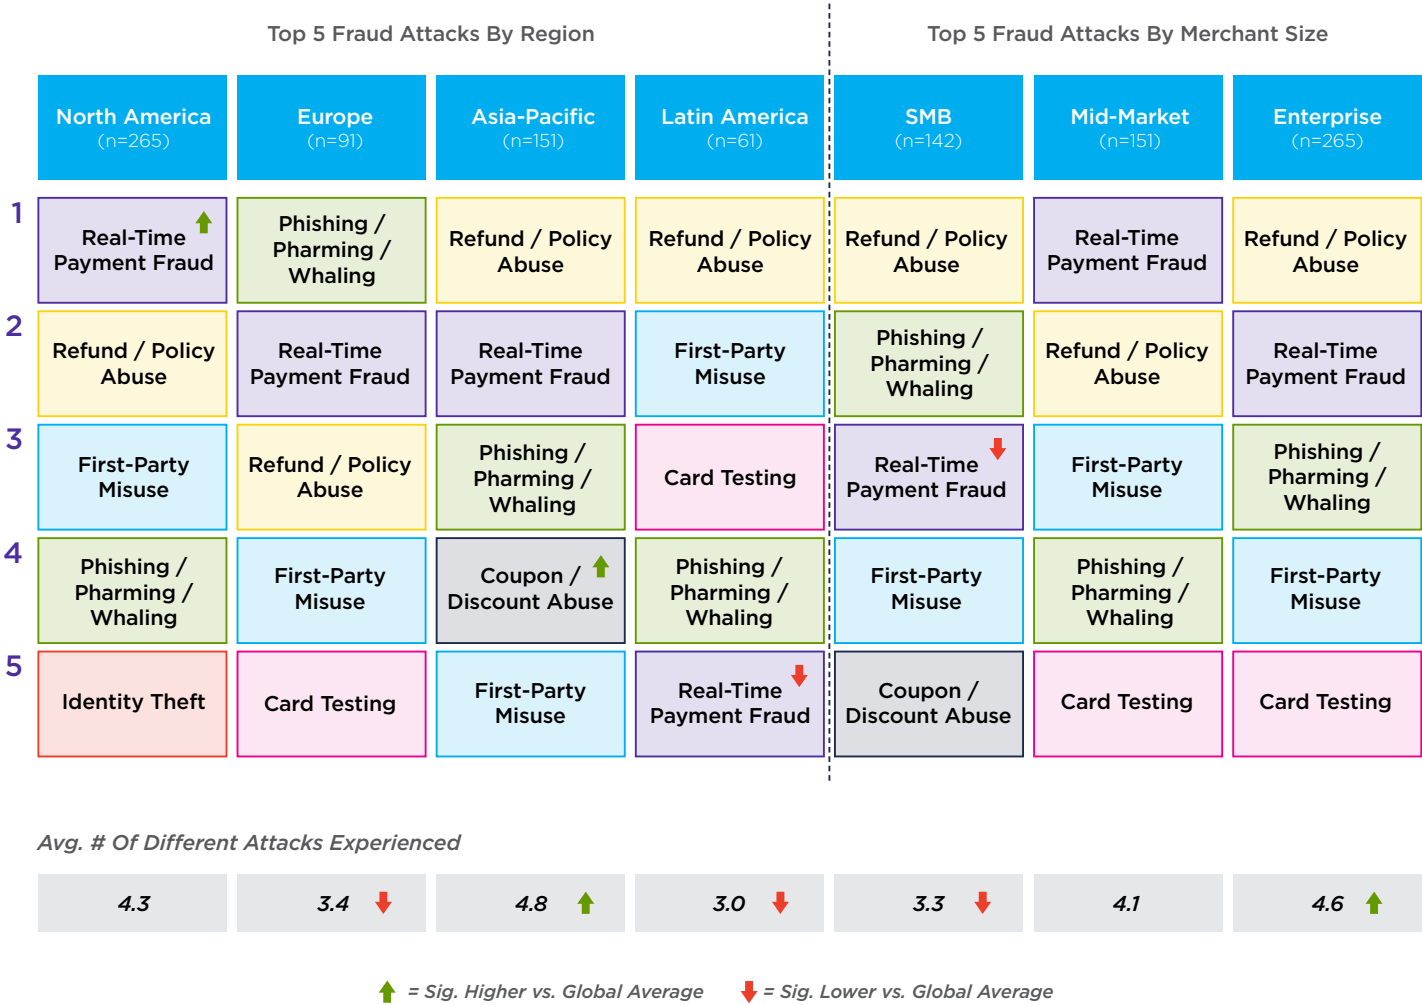 Top 5 Fraud Attacks By Region
Top 5 Fraud Attacks By Merchant Size
North America
(n=265)
Europe
(n=91)
Asia-Pacific
(n=151)
Latin America
(n=61)
SMB
(n=142)
Mid-Market
(n=151)
Enterprise
(n=265)
1
Real-Time
Payment Fraud
Phishing /
Pharming /
Whaling
Refund / Policy
Abuse
Refund / Policy
Abuse
Refund / Policy
Abuse
Real-Time
Payment Fraud
Refund / Policy
Abuse
2
Refund / Policy
Abuse
Real-Time
Payment Fraud
Real-Time
Payment Fraud
First-Party
Misuse
Phishing /
Pharming /
Whaling
Refund / Policy
Abuse
Real-Time
Payment Fraud
3
First-Party
Misuse
Refund / Policy
Abuse
Phishing /
Pharming /
Whaling
Card Testing
Real-Time
Payment Fraud
First-Party
Misuse
Phishing /
Pharming /
Whaling
4
Phishing /
Pharming /
Whaling
First-Party
Misuse
Coupon /
Discount Abuse
Phishing /
Pharming /
Whaling
First-Party
Misuse
Phishing /
Pharming /
Whaling
First-Party
Misuse
5
Identity Theft
Card Testing
First-Party
Misuse
Real-Time
Payment Fraud
Coupon /
Discount Abuse
Card Testing
Card Testing
Avg. # Of Different Attacks Experienced
4.3
3.4
4.8
3.0
3.3
4.1
4.6
= Sig. Higher vs. Global Average
= Sig. Lower vs. Global Average